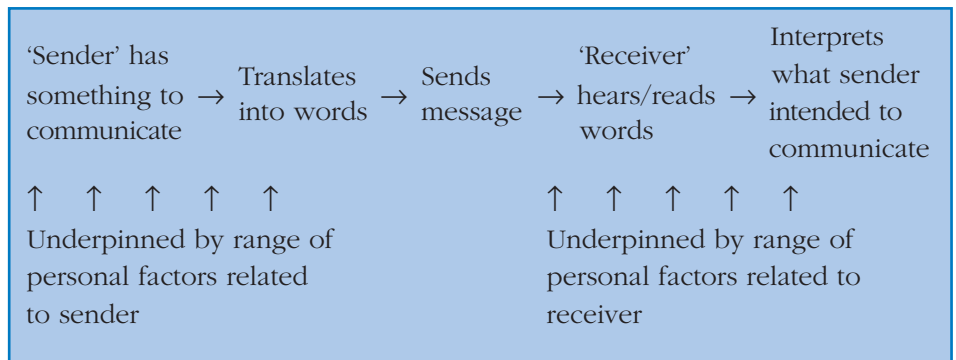 ‘Sender’ has
something to
communicate
→
Translates
into words
→
Sends
message
→
‘Receiver’
hears/reads
words
→
Interprets
what sender
intended to
communicate
↑ ↑ ↑ ↑ ↑
Underpinned by range of
personal factors related
to sender
↑ ↑ ↑ ↑ ↑
Underpinned by range of
personal factors related to
receiver